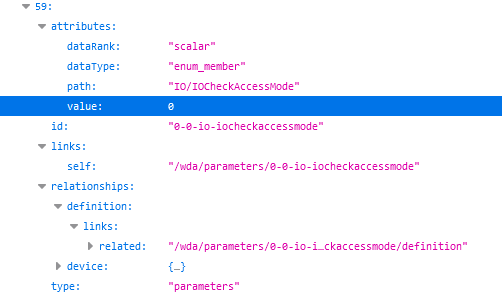 59:
attributes:
dataRank: "scalar"
dataType: "enum_member"
path: "IO/IOCheckAccessMode"
value: 0
id: "0-0-io-iocheckaccessmode"
links:
self: "/wda/parameters/0-0-io-iocheckaccessmode"
relationships:
definition:
links:
related: "/wda/parameters/0-0-io-i…ckaccessmode/definition"
device: {…}
type: "parameters"